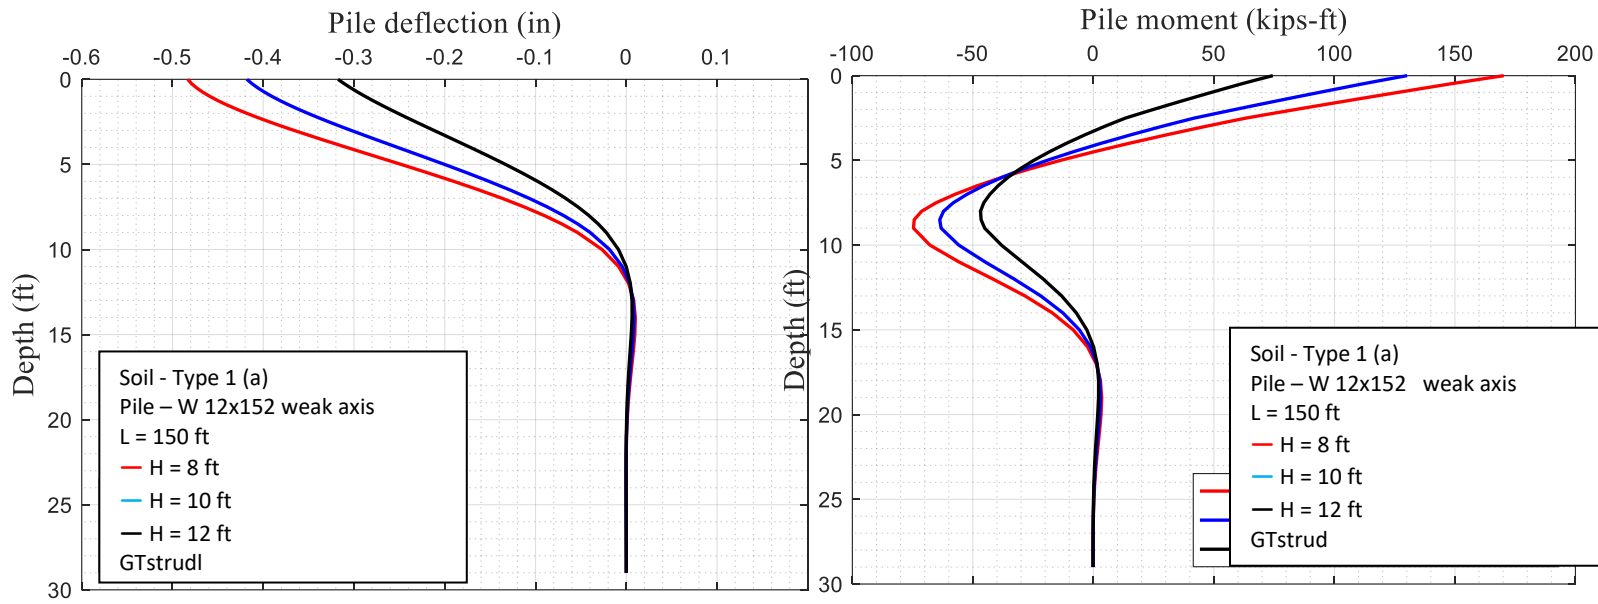 Pile deflection (in)
-0.6 -0.5 -0.4 -0.3 -0.2 -0.1 0 0.1
0
5
10
15
20
25
30
Depth (ft)
Soil - Type 1 (a)
Pile – W 12x152 weak axis
L = 150 ft
H = 8 ft
H = 10 ft
H = 12 ft
GTstrudl
Pile moment (kips-ft)
-100 -50 0 50 100 150 200
0
5
10
15
20
25
30
Depth (ft)
Soil - Type 1 (a)
Pile – W 12x152 weak axis
L = 150 ft
H = 8 ft
H = 10 ft
H = 12 ft
GTstrud